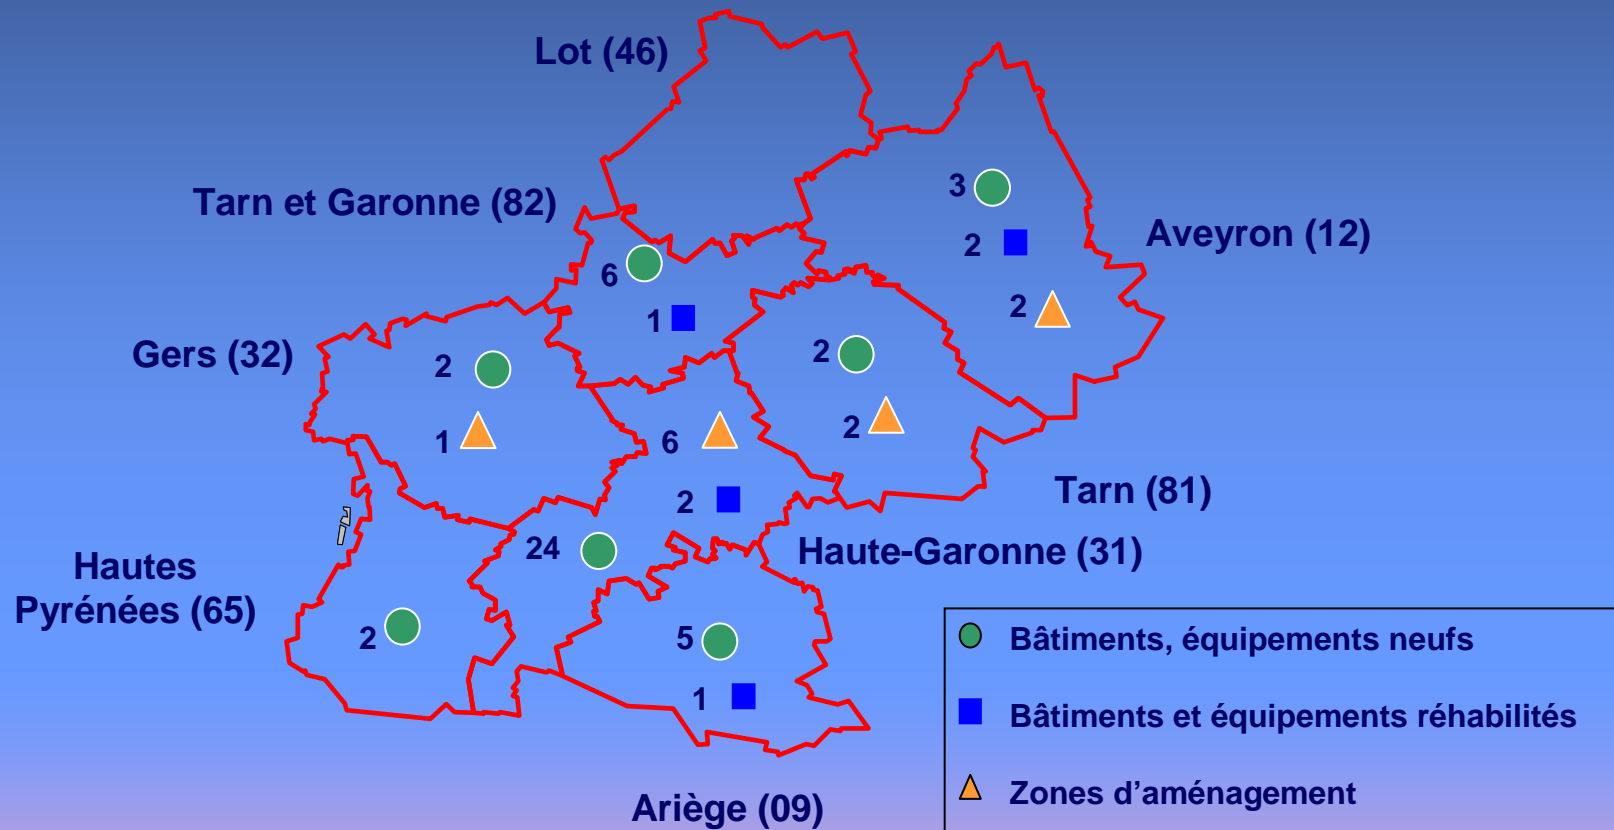 Lot (46)
Tarn et Garonne (82)
3
Aveyron (12)
2
6
2
1
Gers (32)
2
2
1
6
2
Tarn (81)
2
24
Haute-Garonne (31)
Hautes
Pyrénées (65)
2
5
1
Bâtiments, équipements neufs
Bâtiments et équipements réhabilités
Zones d’aménagement
Ariège (09)